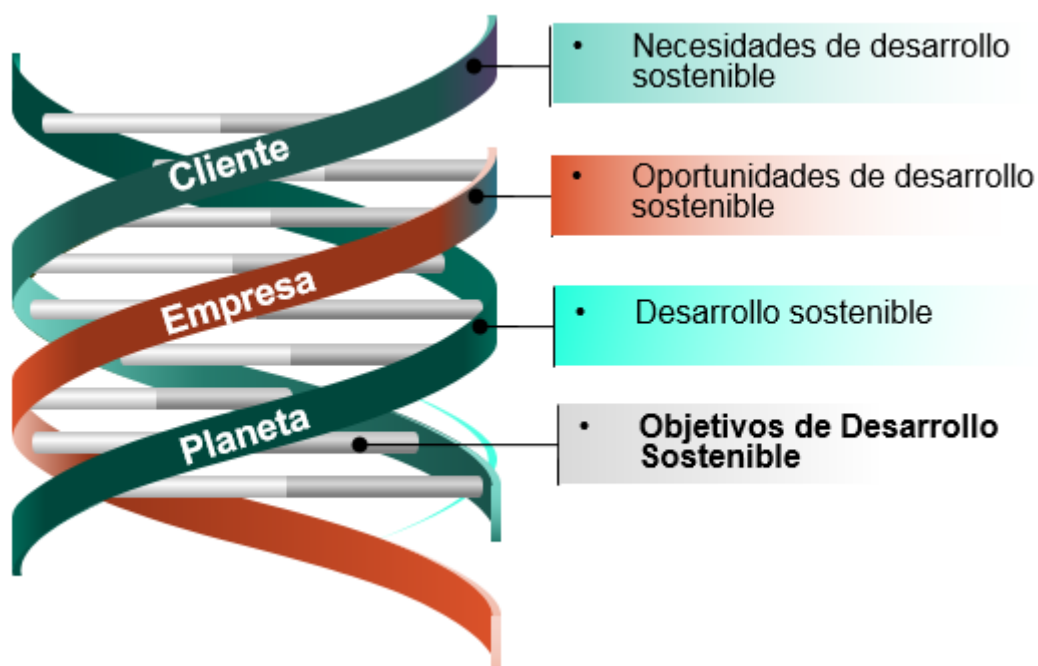 • Necesidades de desarrollo
sostenible
Cliente
• Oportunidades de desarrollo
sostenible
Empresa
• Desarrollo sostenible
Planeta
• Objetivos de Desarrollo
Sostenible